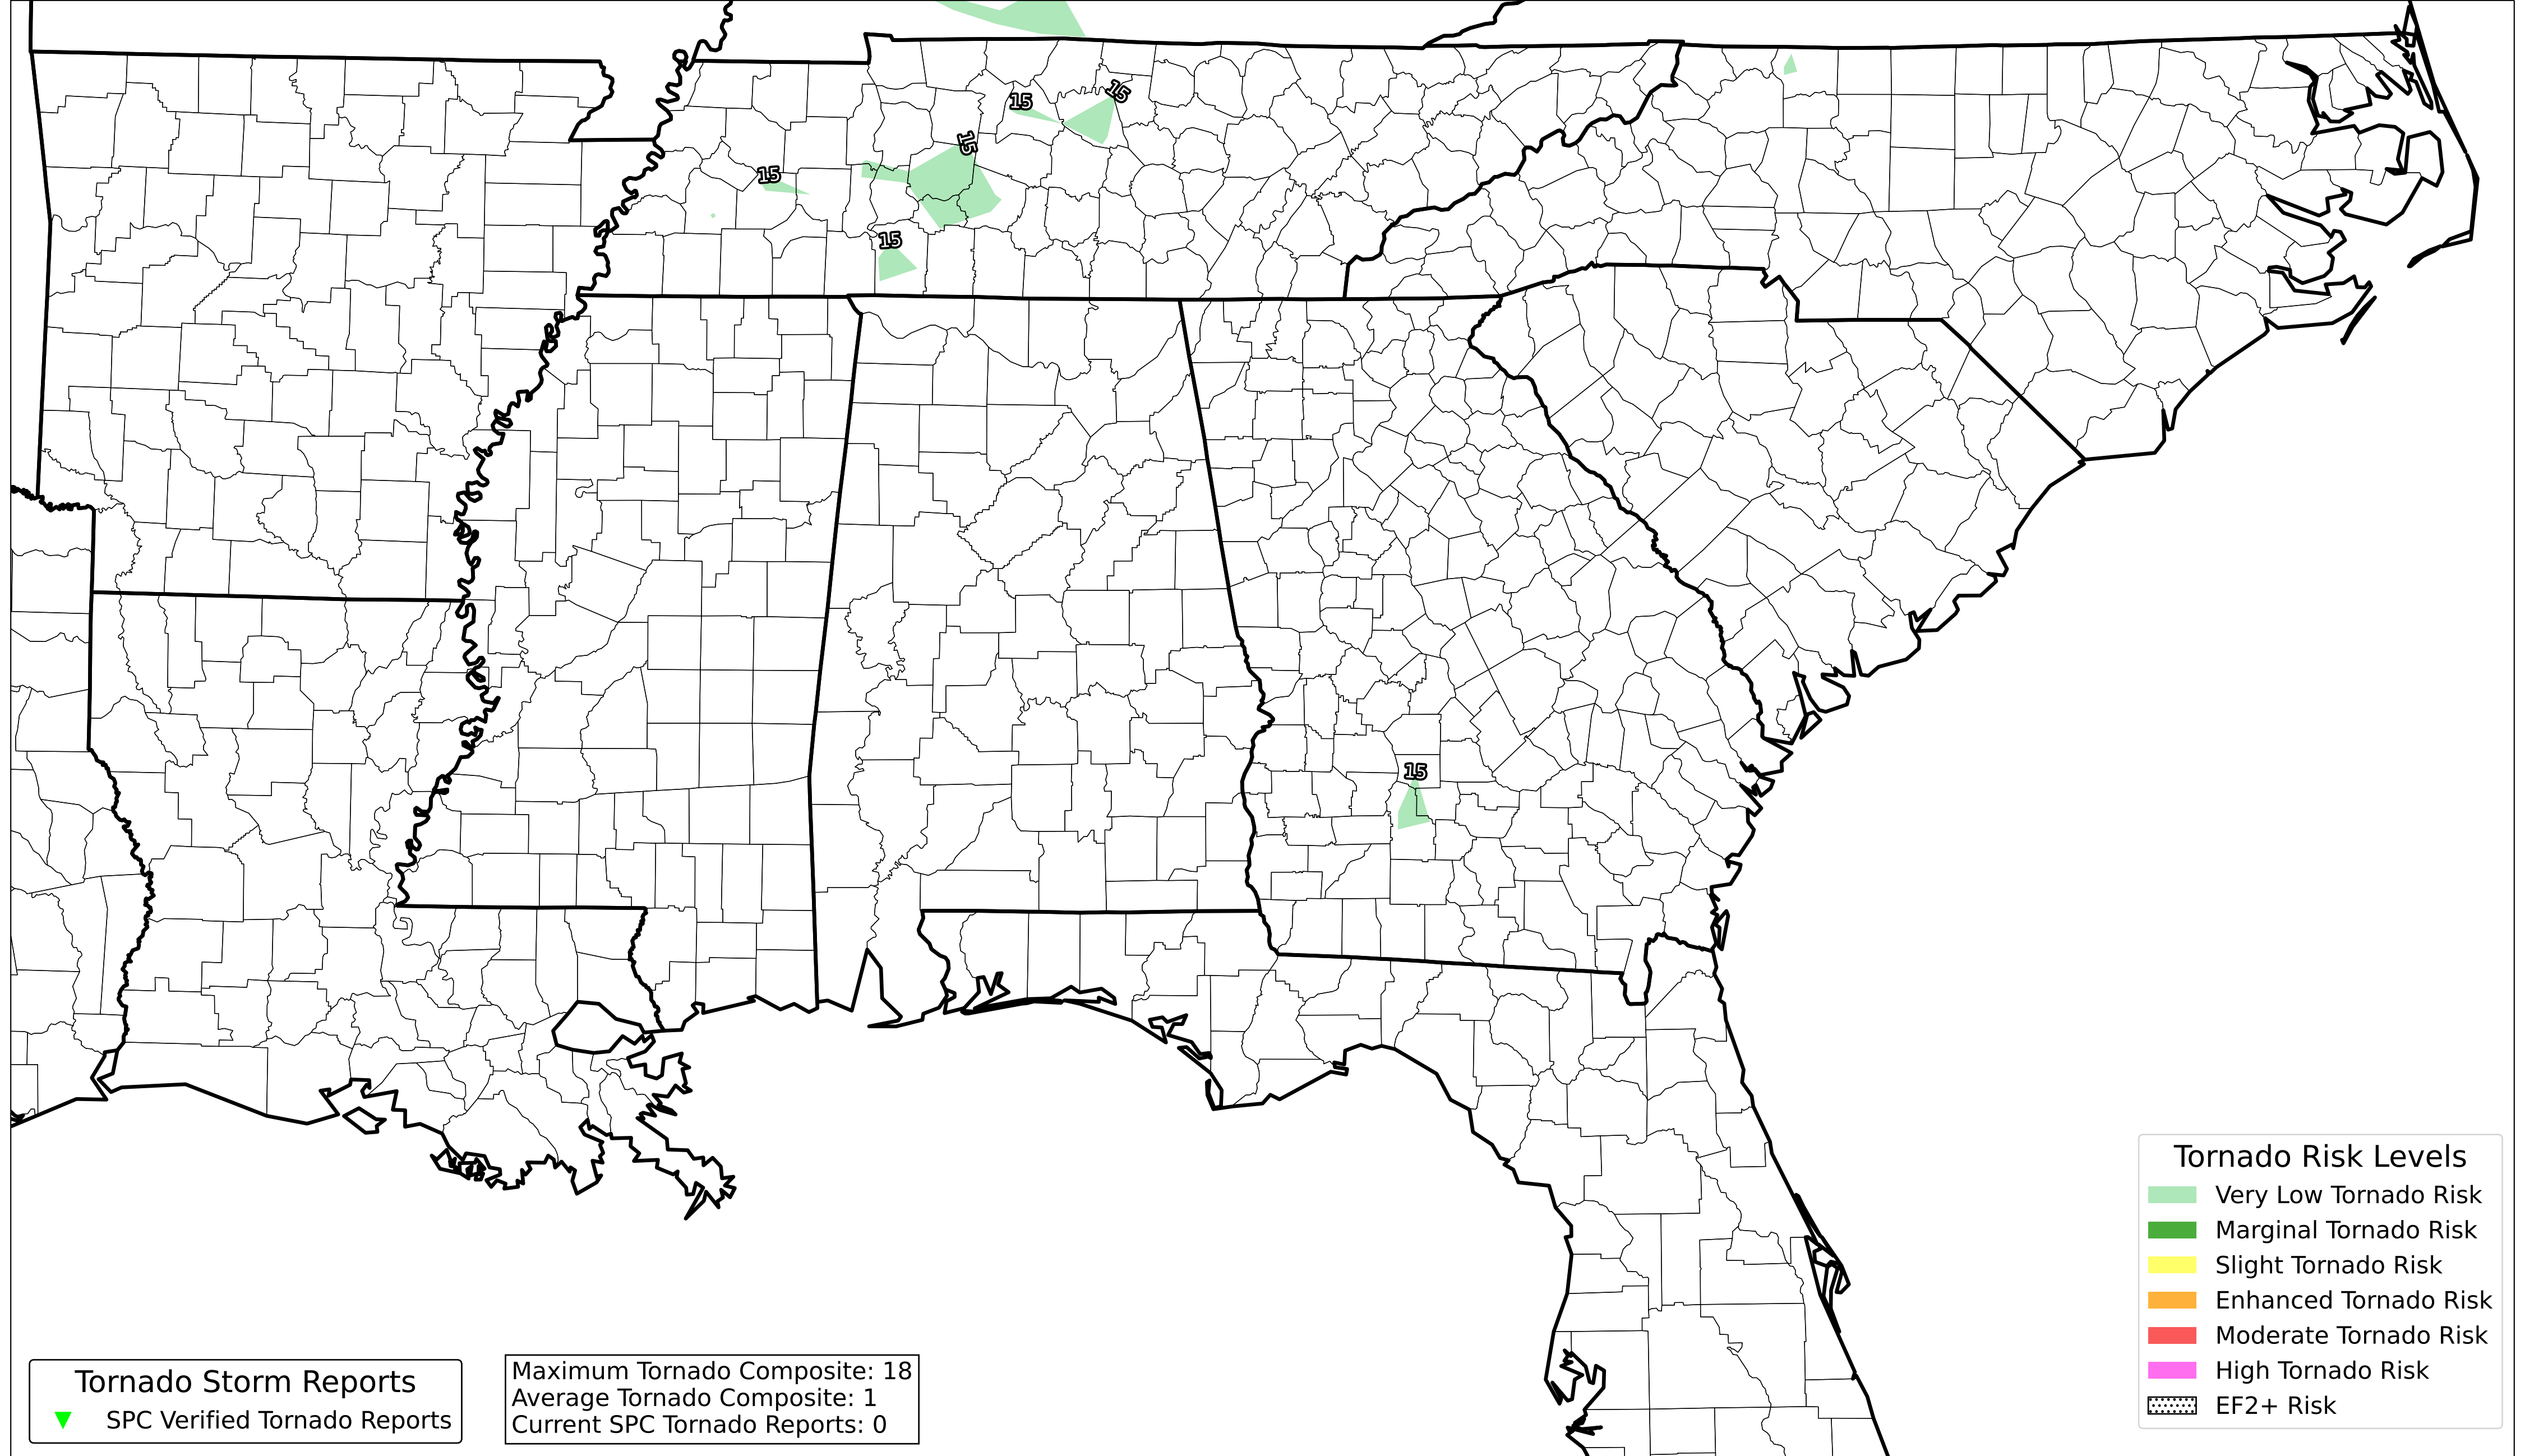 15
15
15
15
15
15
Tornado Risk Levels
Very Low Tornado Risk
Marginal Tornado Risk
Slight Tornado Risk
Enhanced Tornado Risk
Moderate Tornado Risk
High Tornado Risk
EF2+ Risk
Tornado Storm Reports
SPC Verified Tornado Reports
Maximum Tornado Composite: 18
Average Tornado Composite: 1
Current SPC Tornado Reports: 0